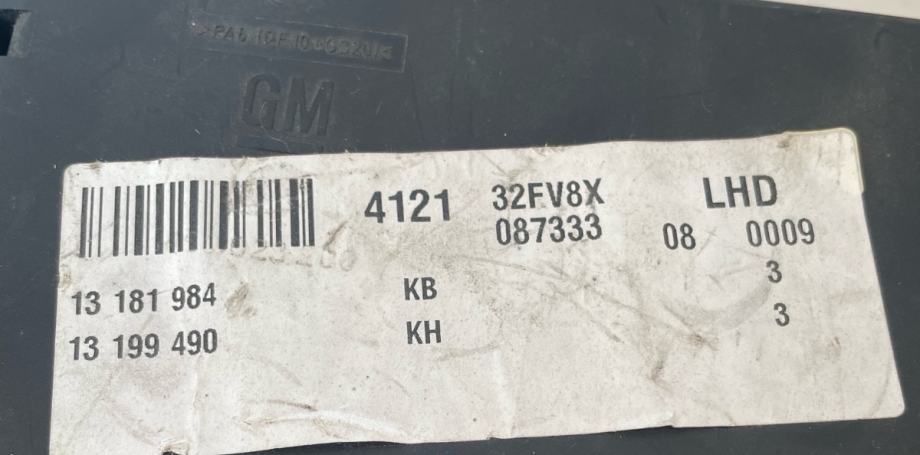 GM
4121 32FV8X LHD
087333 08 0009
13 181 984 KB 3
13 199 490 KH 3